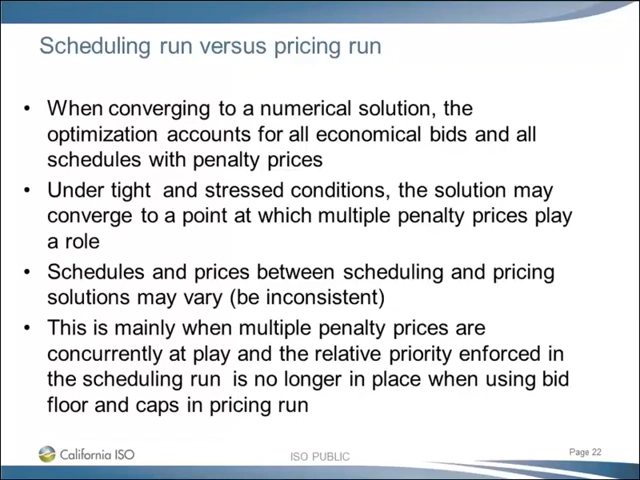 Scheduling run versus pricing run
• When converging to a numerical solution, the
optimization accounts for all economical bids and all
schedules with penalty prices
• Under tight and stressed conditions, the solution may
converge to a point at which multiple penalty prices play
a role
• Schedules and prices between scheduling and pricing
solutions may vary (be inconsistent)
• This is mainly when multiple penalty prices are
concurrently at play and the relative priority enforced in
the scheduling run is no longer in place when using bid
floor and caps in pricing run
California ISO
ISO PUBLIC
Page 22